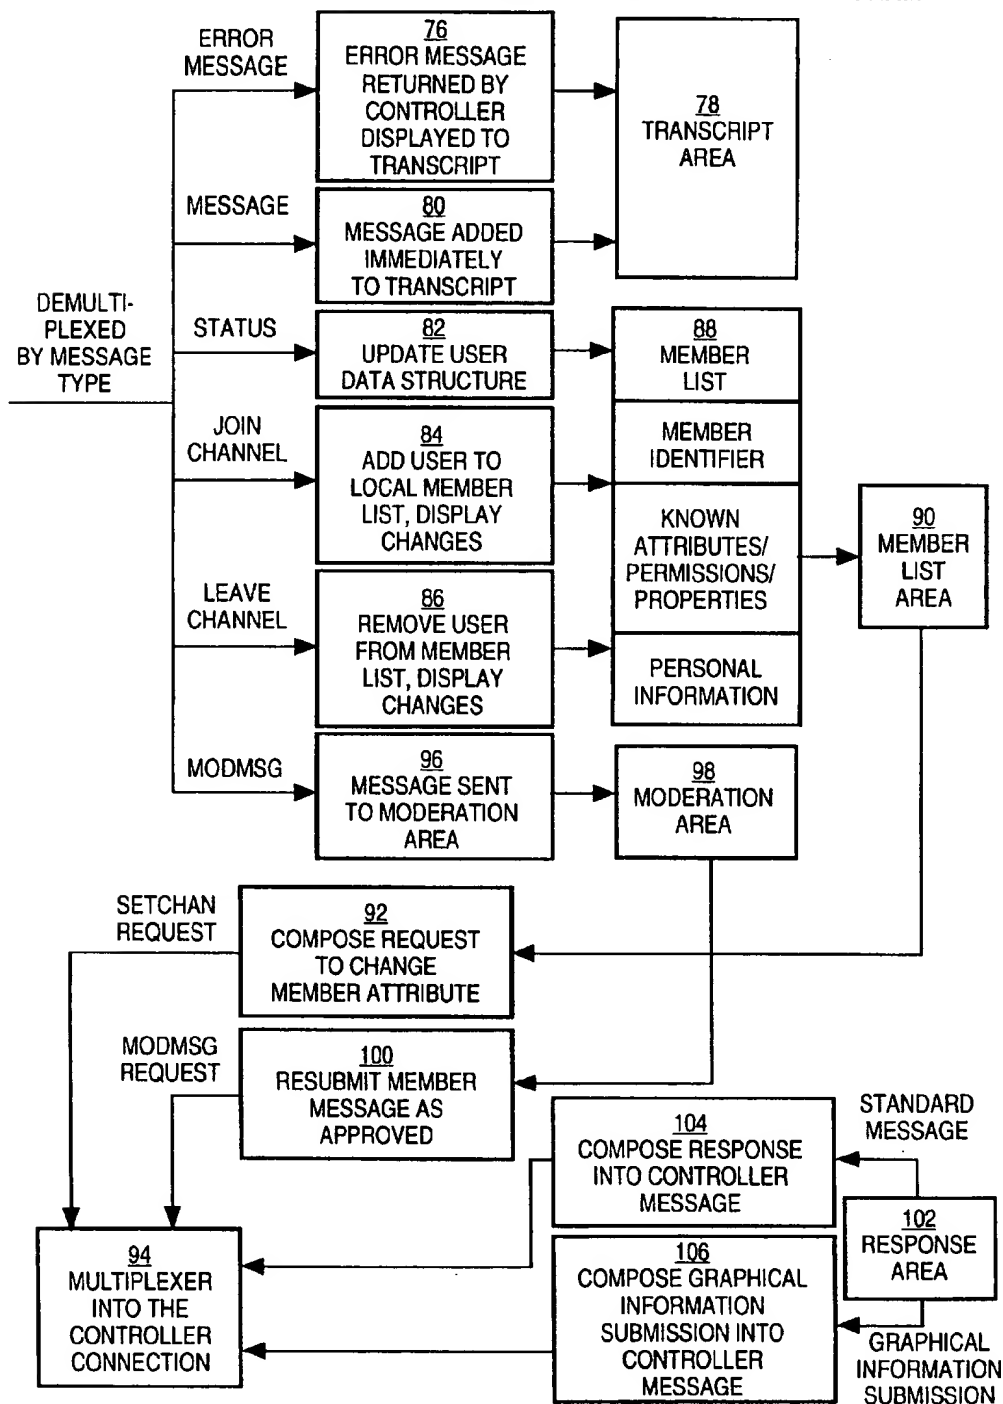 ERROR
MESSAGE
76
ERROR MESSAGE
RETURNED BY
CONTROLLER
DISPLAYED TO
TRANSCRIPT
78
TRANSCRIPT
AREA
MESSAGE
80
MESSAGE ADDED
IMMEDIATELY
TO TRANSCRIPT
DEMULTI-
PLEXED
BY MESSAGE
TYPE
STATUS
82
UPDATE USER
DATA STRUCTURE
88
MEMBER
LIST
MEMBER
IDENTIFIER
KNOWN
ATTRIBUTES/
PERMISSIONS/
PROPERTIES
PERSONAL
INFORMATION
JOIN
CHANNEL
84
ADD USER TO
LOCAL MEMBER
LIST, DISPLAY
CHANGES
90
MEMBER
LIST
AREA
LEAVE
CHANNEL
86
REMOVE USER
FROM MEMBER
LIST, DISPLAY
CHANGES
MODMSG
96
MESSAGE SENT
TO MODERATION
AREA
98
MODERATION
AREA
SETCHAN
REQUEST
92
COMPOSE REQUEST
TO CHANGE
MEMBER ATTRIBUTE
MODMSG
REQUEST
100
RESUBMIT MEMBER
MESSAGE AS
APPROVED
104
COMPOSE RESPONSE
INTO CONTROLLER
MESSAGE
STANDARD
MESSAGE
102
RESPONSE
AREA
94
MULTIPLEXER
INTO THE
CONTROLLER
CONNECTION
106
COMPOSE GRAPHICAL
INFORMATION
SUBMISSION INTO
CONTROLLER
MESSAGE
GRAPHICAL
INFORMATION
SUBMISSION